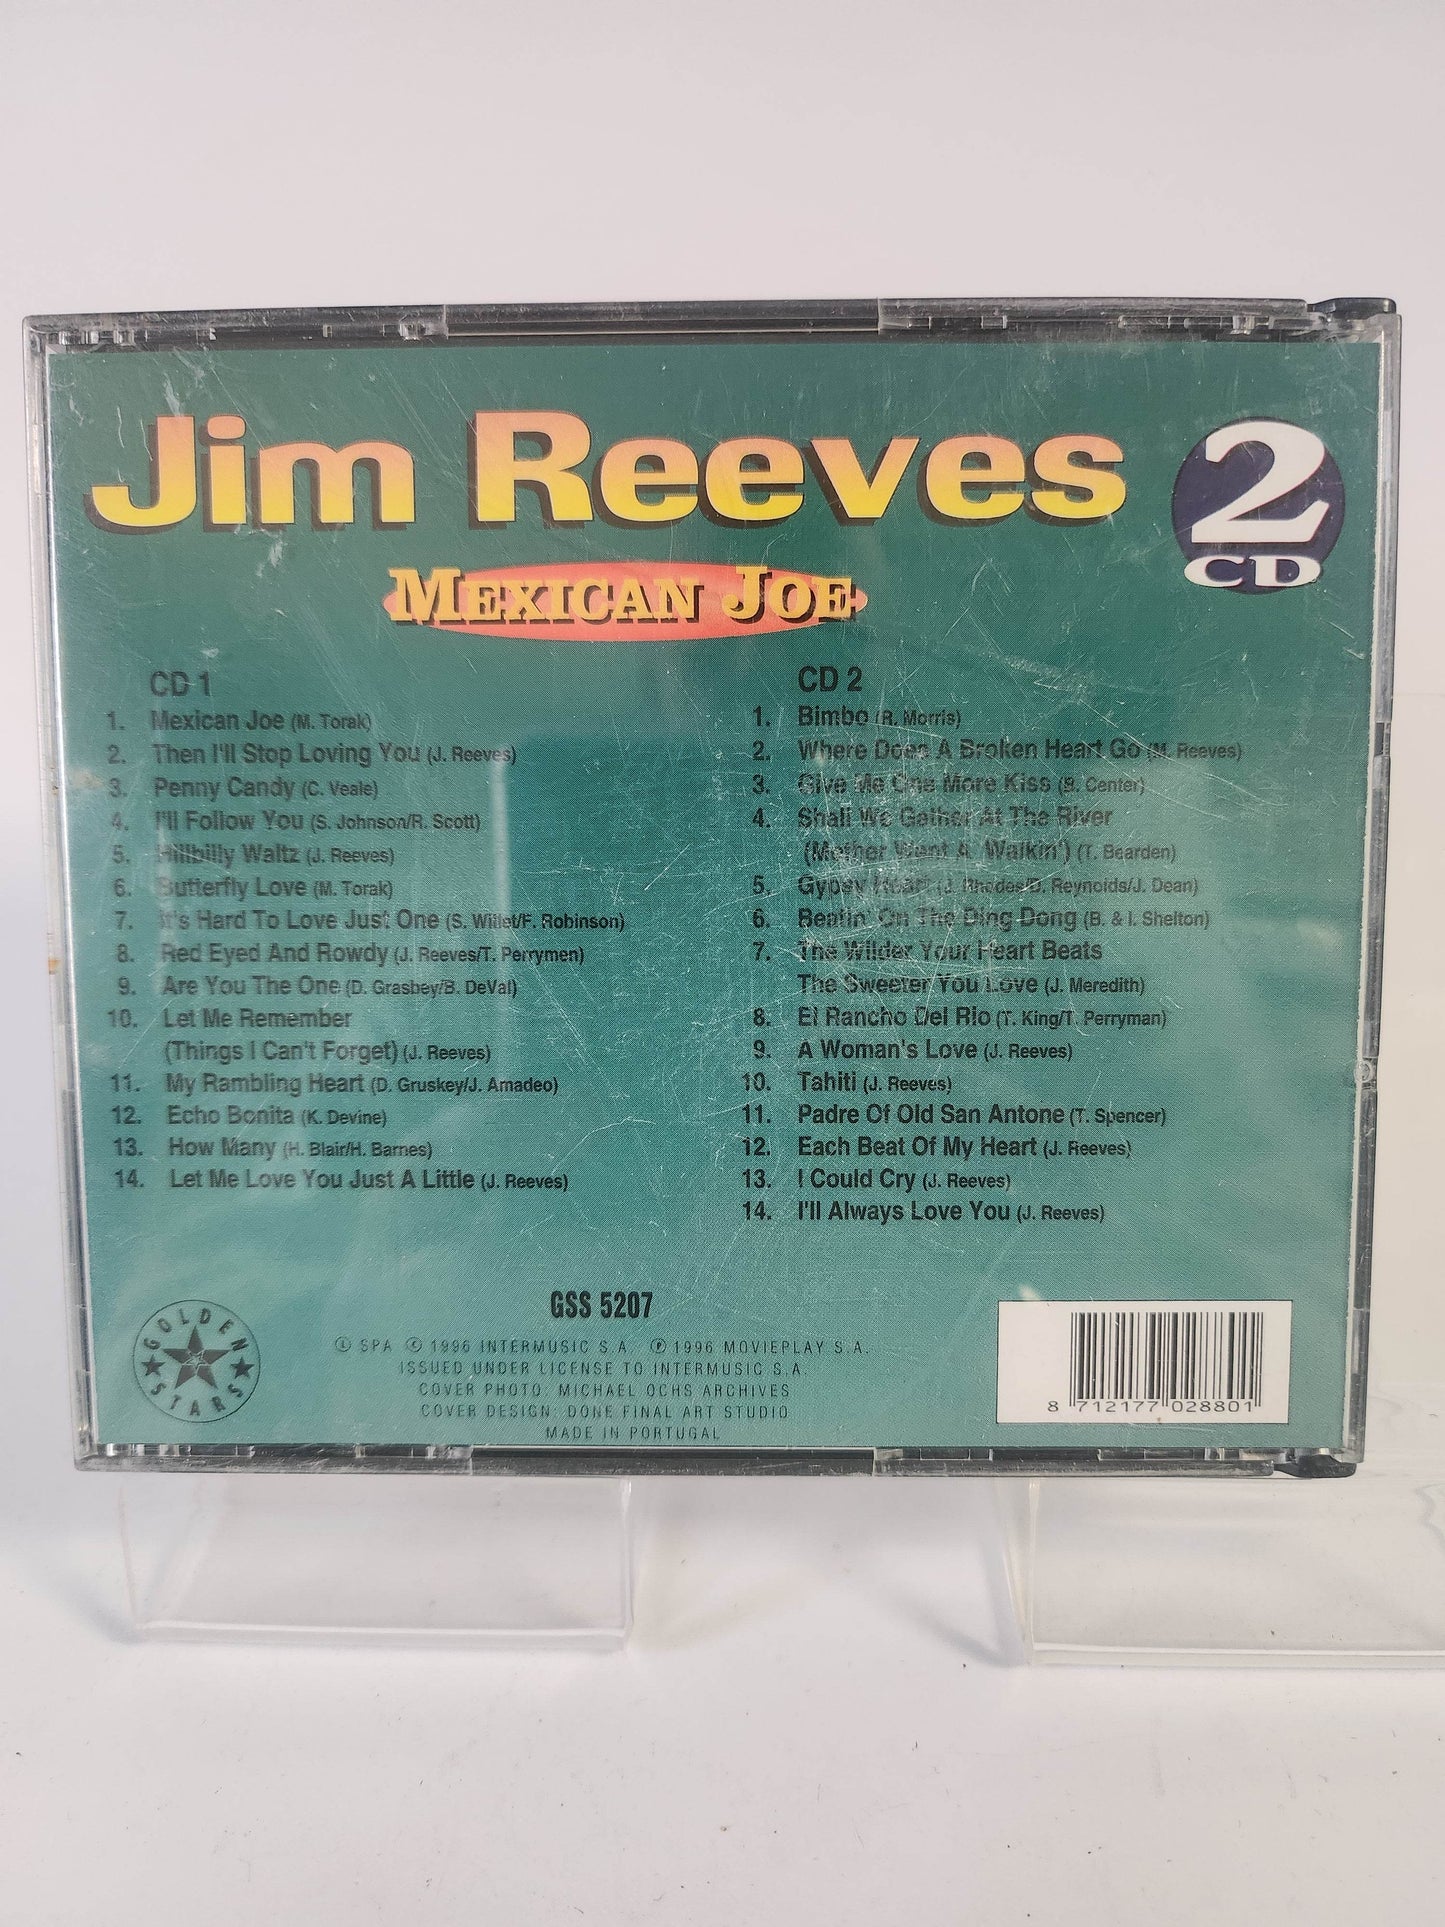 Jim Reeves
2
CD
MEXICAN JOE
CD 1
1. Mexican Joe (M. Torak)
2. Then I'll Stop Loving You (J. Reeves)
3. Penny Candy (C. Veale)
4. I'll Follow You (S. Johnson/R. Scott)
5. Hillbilly Waltz (J. Reeves)
6. Butterfly Love (M. Torak)
7. It's Hard To Love Just One (S. Willet/F. Robinson)
8. Red Eyed And Rowdy (J. Reeves/T. Perrymen)
9. Are You The One (D. Grasbey/B. DeVal)
10. Let Me Remember
(Things I Can't Forget) (J. Reeves)
11. My Rambling Heart (D. Gruskey/J. Amadeo)
12. Echo Bonita (K. Devine)
13. How Many (H. Blair/H. Barnes)
14. Let Me Love You Just A Little (J. Reeves)
CD 2
1. Bimbo (R. Morris)
2. Where Does A Broken Heart Go (M. Reeves)
3. Give Me One More Kiss (B. Center)
4. Shall We Gather At The River
(Mother Went A Walkin') (T. Bearden)
5. Gypsy Heart (J. Rhodes/D. Reynolds/J. Dean)
6. Beatin' On The Ding Dong (B. & I. Shelton)
7. The Wilder Your Heart Beats
The Sweeter You Love (J. Meredith)
8. El Rancho Del Rio (T. King/T. Perryman)
9. A Woman's Love (J. Reeves)
10. Tahiti (J. Reeves)
11. Padre Of Old San Antone (T. Spencer)
12. Each Beat Of My Heart (J. Reeves)
13. I Could Cry (J. Reeves)
14. I'll Always Love You (J. Reeves)
GOLDEN STARS
GSS 5207
Ⓛ SPA © 1996 INTERMUSIC S.A. ℗ 1996 MOVIEPLAY S.A.
ISSUED UNDER LICENSE TO INTERMUSIC S.A.
COVER PHOTO: MICHAEL OCHS ARCHIVES
COVER DESIGN: DONE FINAL ART STUDIO
MADE IN PORTUGAL
8 712177 028801